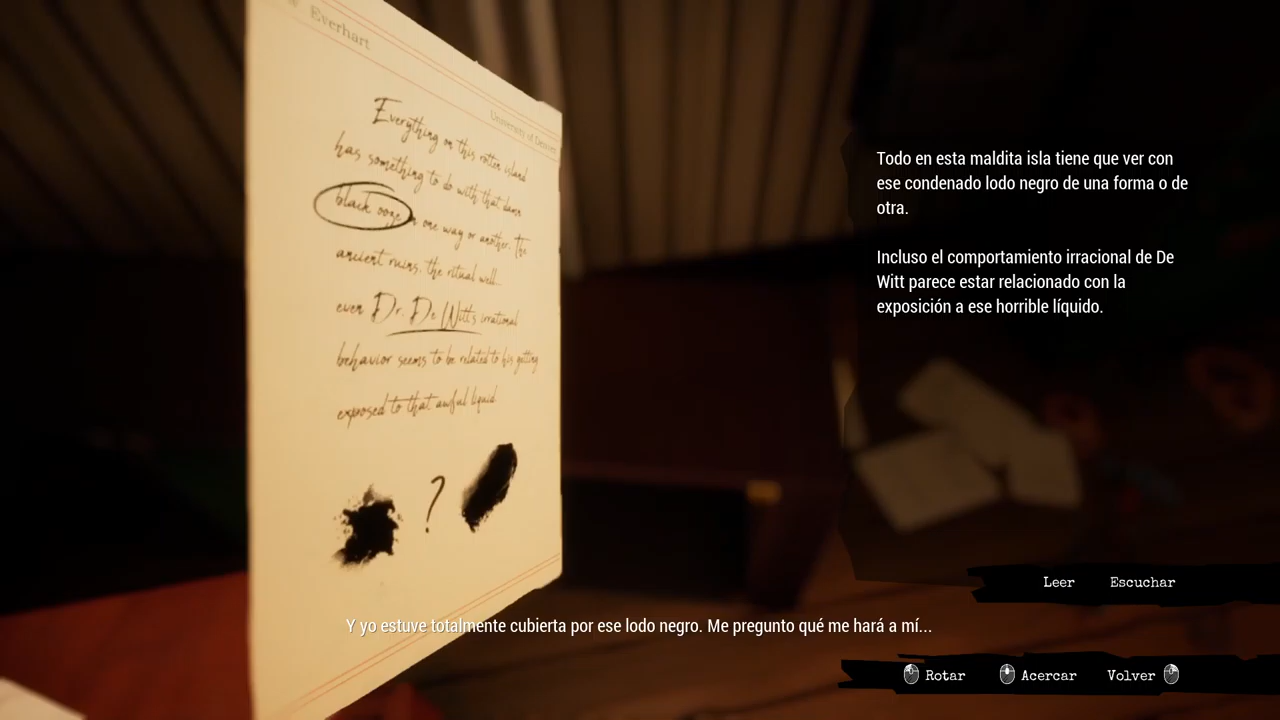 Everhart
University of Denver
Everything on this rotten island
has something to do with that damn
black ooze in one way or another. The
ancient ruins, the ritual well...
even Dr. De Witt's irrational
behavior seems to be related to his getting
exposed to that awful liquid.
?
Todo en esta maldita isla tiene que ver con
ese condenado lodo negro de una forma o de
otra.
Incluso el comportamiento irracional de De
Witt parece estar relacionado con la
exposición a ese horrible líquido.
Leer Escuchar
Y yo estuve totalmente cubierta por ese lodo negro. Me pregunto qué me hará a mí...
Rotar Acercar Volver